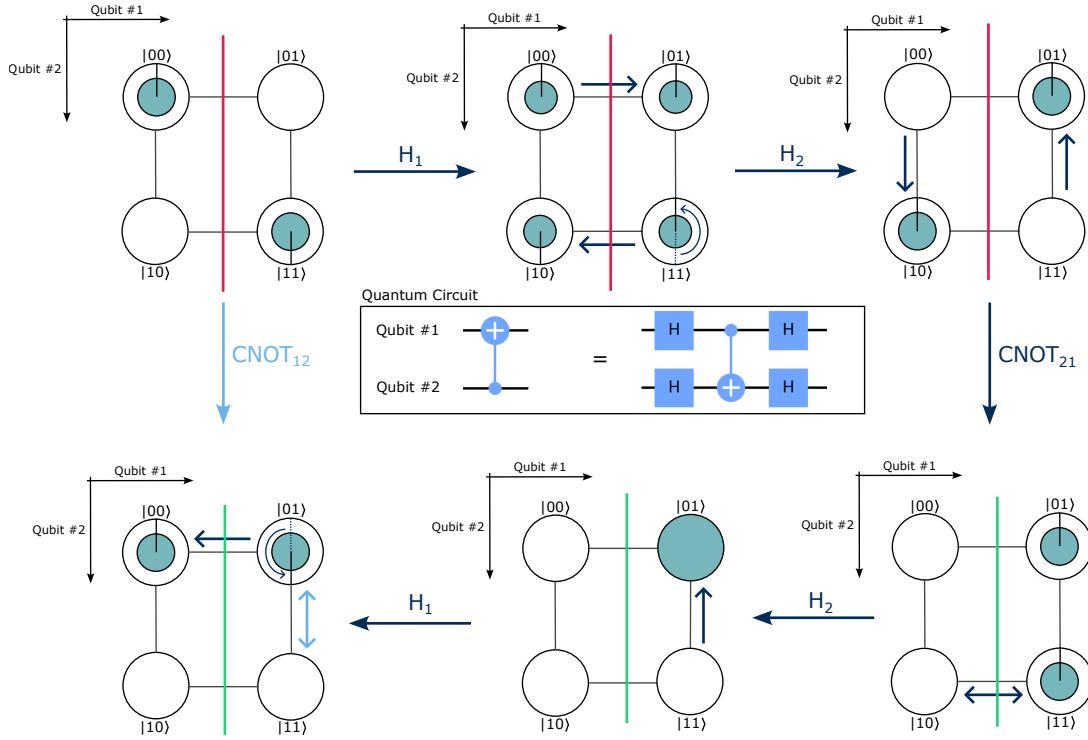 Qubit #1
Qubit #2
|00⟩
|01⟩
|10⟩
|11⟩
H1
Qubit #1
Qubit #2
|00⟩
|01⟩
|10⟩
|11⟩
H2
Qubit #1
Qubit #2
|00⟩
|01⟩
|10⟩
|11⟩
CNOT12
Quantum Circuit
Qubit #1
Qubit #2
=
H
H
H
H
CNOT21
Qubit #1
Qubit #2
|00⟩
|01⟩
|10⟩
|11⟩
H1
Qubit #1
Qubit #2
|00⟩
|01⟩
|10⟩
|11⟩
H2
Qubit #1
Qubit #2
|00⟩
|01⟩
|10⟩
|11⟩